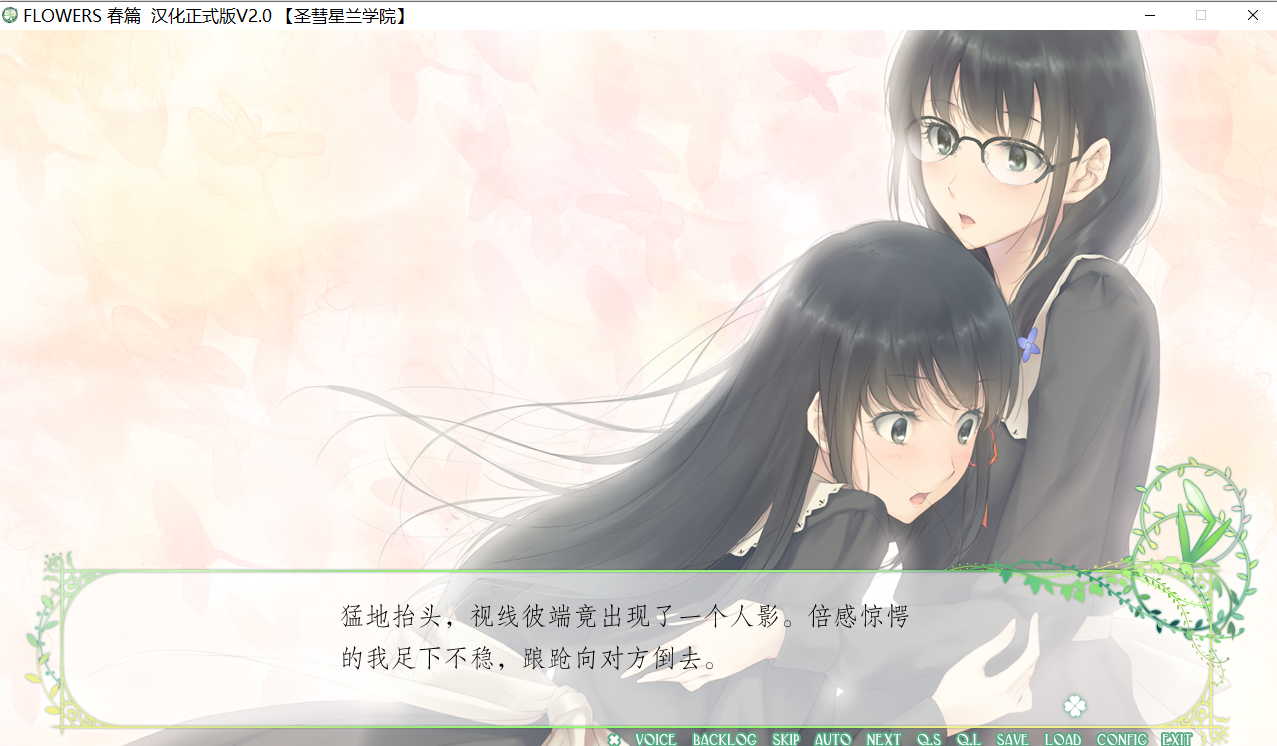 FLOWERS 春篇 汉化正式版V2.0 【圣彗星兰学院】
猛地抬头，视线彼端竟出现了一个人影。倍感惊愕
的我足下不稳，踉跄向对方倒去。
VOICE BACKLOG SKIP AUTO NEXT Q.S Q.L SAVE LOAD CONFIG EXIT